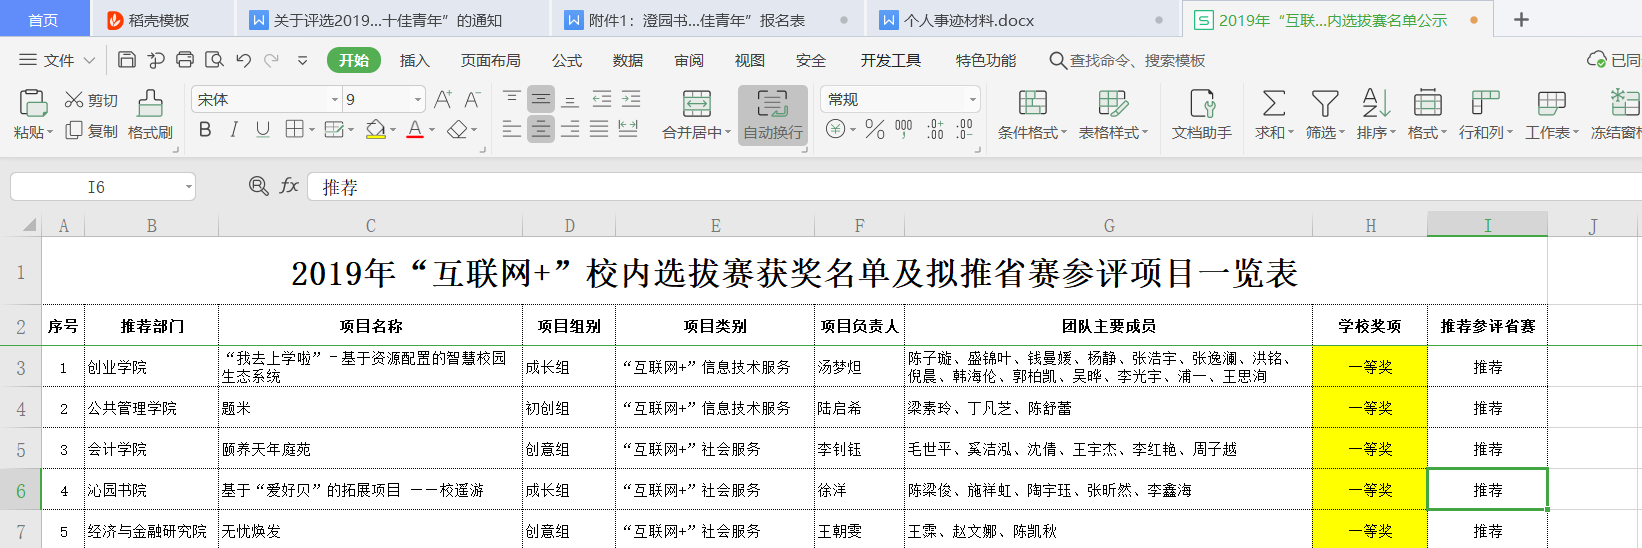 首页 稻壳模板 关于评选2019...十佳青年”的通知 附件1：澄园书...佳青年”报名表 个人事迹材料.docx 2019年“互联...内选拔赛名单公示
文件 开始 插入 页面布局 公式 数据 审阅 视图 安全 开发工具 特色功能 查找命令、搜索模板 已同
剪切 宋体 9 常规
粘贴 复制 格式刷 合并居中 自动换行 条件格式 表格样式 文档助手 求和 筛选 排序 格式 行和列 工作表 冻结窗格
I6 推荐
A B C D E F G H I J
1 2019年“互联网+”校内选拔赛获奖名单及拟推省赛参评项目一览表
2 序号 推荐部门 项目名称 项目组别 项目类别 项目负责人 团队主要成员 学校奖项 推荐参评省赛
3 1 创业学院 “我去上学啦”-基于资源配置的智慧校园生态系统 成长组 “互联网+”信息技术服务 汤梦烜 陈子璇、盛锦叶、钱曼媛、杨静、张浩宇、张逸澜、洪铭、倪晨、韩海伦、郭柏凯、吴晔、李光宇、浦一、王思洵 一等奖 推荐
4 2 公共管理学院 题米 初创组 “互联网+”信息技术服务 陆启希 梁素玲、丁凡芝、陈舒蕾 一等奖 推荐
5 3 会计学院 颐养天年庭苑 创意组 “互联网+”社会服务 李钊钰 毛世平、奚洁泓、沈倩、王宇杰、李红艳、周子越 一等奖 推荐
6 4 沁园书院 基于“爱好贝”的拓展项目 ——校遥游 成长组 “互联网+”社会服务 徐洋 陈梁俊、施祥虹、陶宇珏、张昕然、李鑫海 一等奖 推荐
7 5 经济与金融研究院 无忧焕发 创意组 “互联网+”社会服务 王朝雯 王霂、赵文娜、陈凯秋 一等奖 推荐